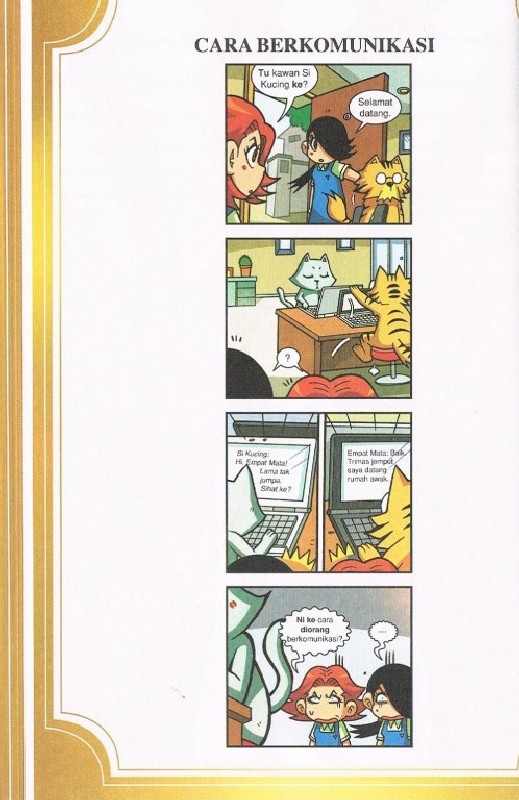 CARA BERKOMUNIKASI
Tu kawan Si
Kucing ke?
Selamat
datang.
?
Si Kucing:
Hi, Empat Mata!
Lama tak
jumpa.
Sihat ke?
Empat Mata: Baik.
Trimas jemput
saya datang
rumah awak.
INI ke cara
diorang
berkomunikasi?
...